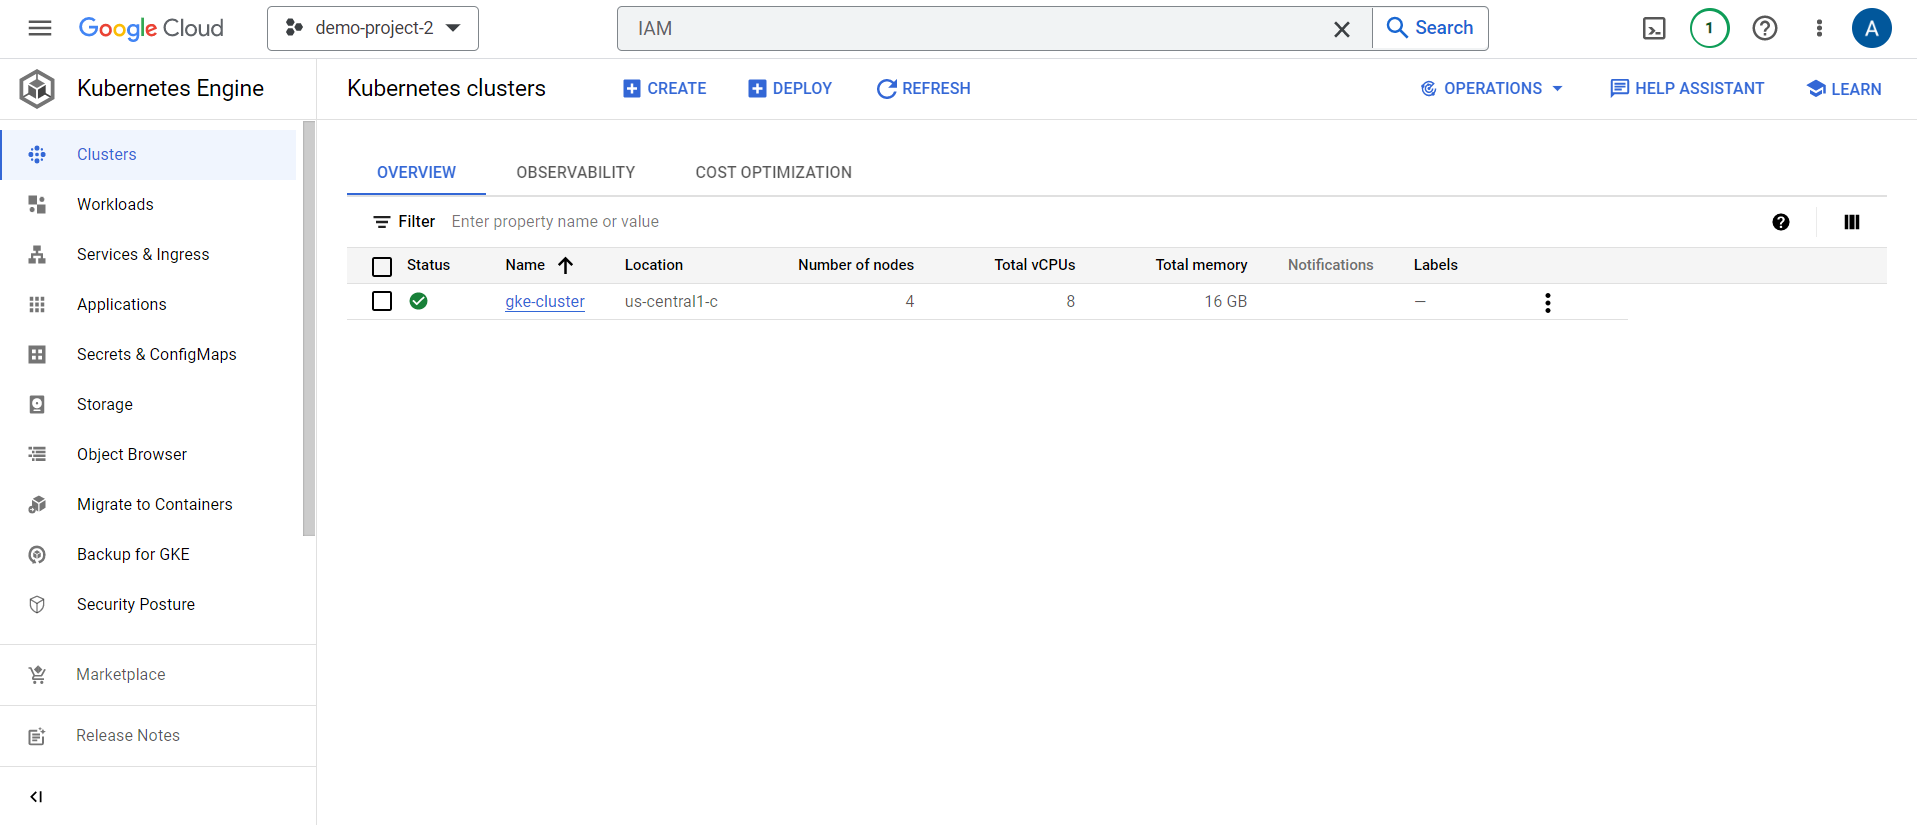 Google Cloud
demo-project-2
IAM
Search
1
A
Kubernetes Engine
Kubernetes clusters
CREATE
DEPLOY
REFRESH
OPERATIONS
HELP ASSISTANT
LEARN
Clusters
Workloads
Services & Ingress
Applications
Secrets & ConfigMaps
Storage
Object Browser
Migrate to Containers
Backup for GKE
Security Posture
Marketplace
Release Notes
OVERVIEW OBSERVABILITY COST OPTIMIZATION
Filter Enter property name or value
Status Name Location Number of nodes Total vCPUs Total memory Notifications Labels
gke-cluster us-central1-c 4 8 16 GB —